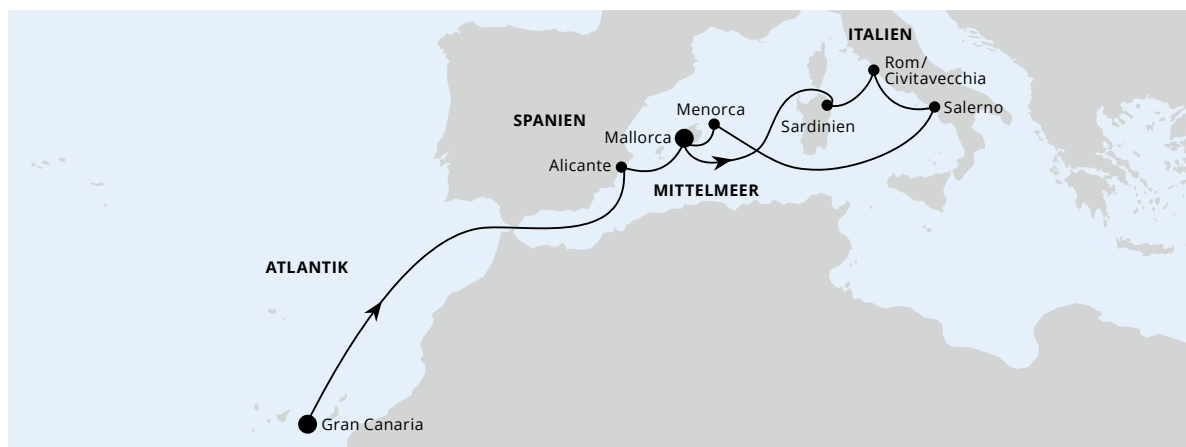 ITALIEN
Rom/
Civitavecchia
Menorca
Salerno
SPANIEN
Sardinien
Mallorca
Alicante
MITTELMEER
ATLANTIK
Gran Canaria